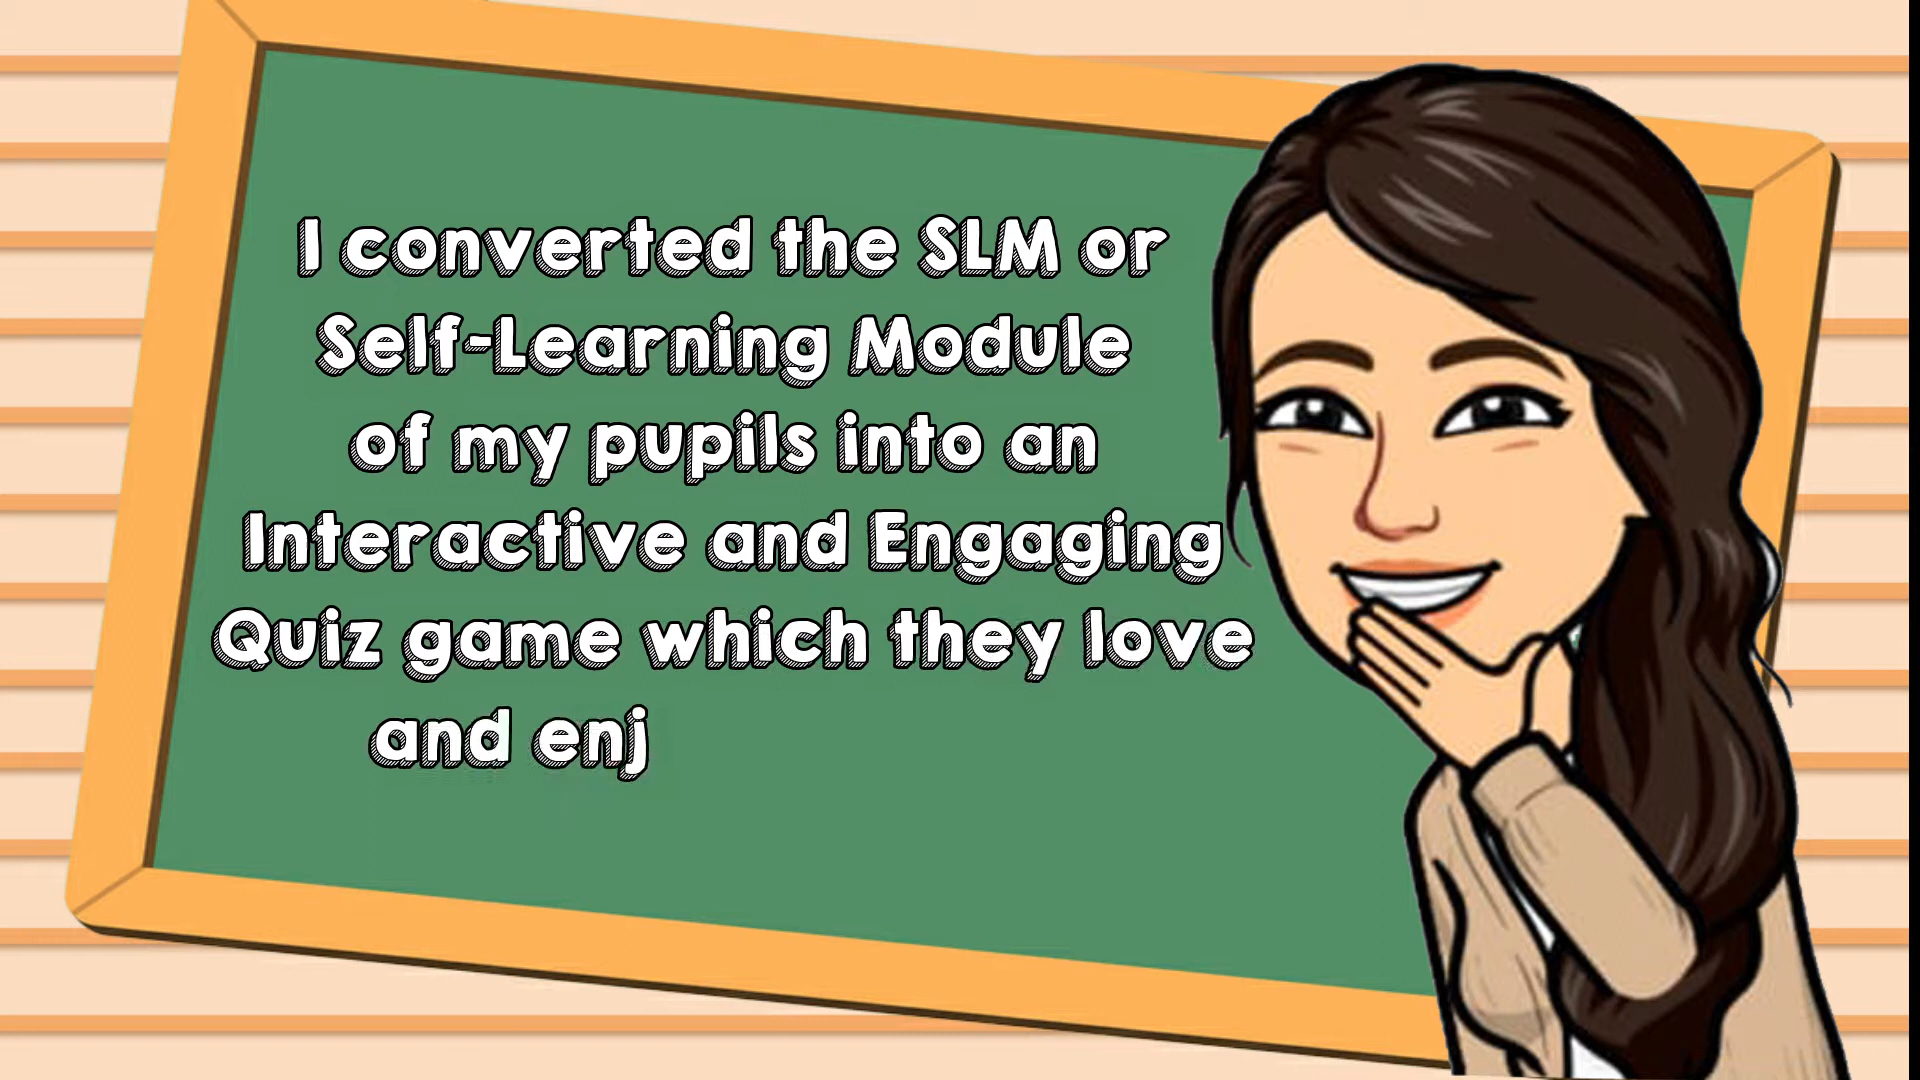 I converted the SLM or
Self-Learning Module
of my pupils into an
Interactive and Engaging
Quiz game which they love
and enj